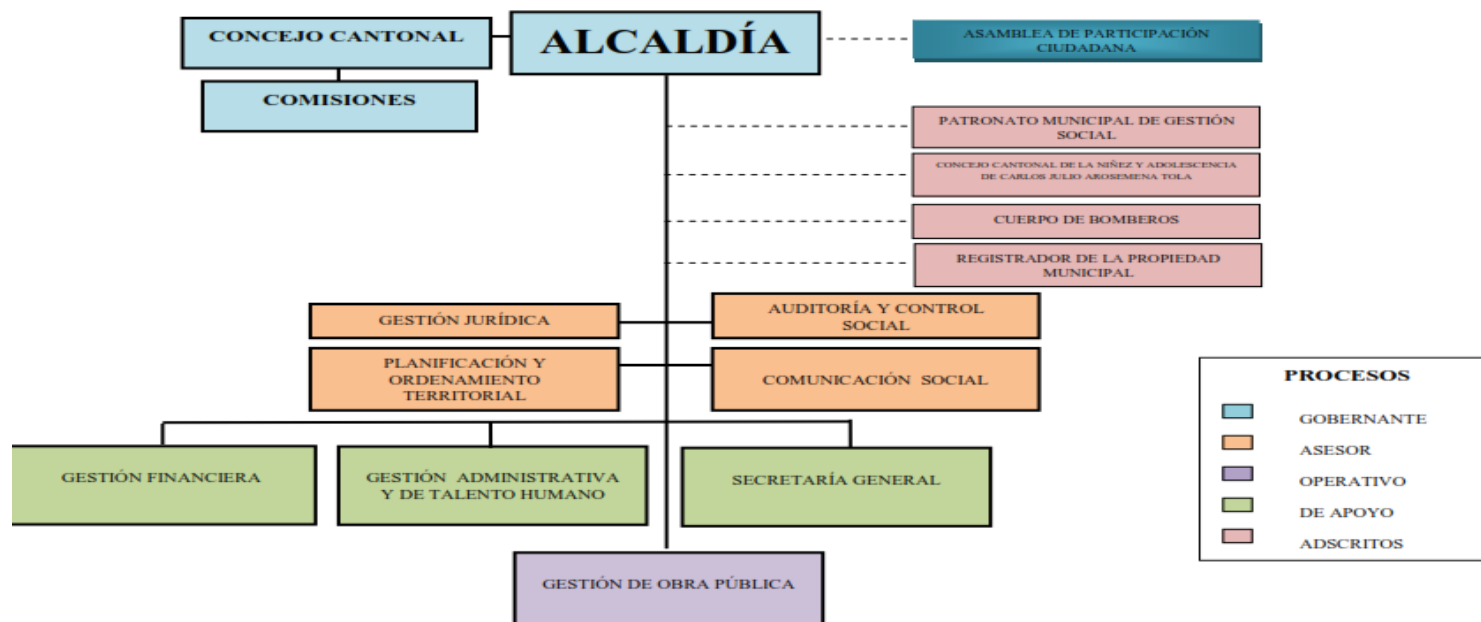 CONCEJO CANTONAL
ALCALDÍA
ASAMBLEA DE PARTICIPACIÓN
CIUDADANA
COMISIONES
PATRONATO MUNICIPAL DE GESTIÓN
SOCIAL
CONCEJO CANTONAL DE LA NIÑEZ Y ADOLESCENCIA
DE CARLOS JULIO AROSEMENA TOLA
CUERPO DE BOMBEROS
REGISTRADOR DE LA PROPIEDAD
MUNICIPAL
GESTIÓN JURÍDICA
AUDITORÍA Y CONTROL
SOCIAL
PLANIFICACIÓN Y
ORDENAMIENTO
TERRITORIAL
COMUNICACIÓN SOCIAL
GESTIÓN FINANCIERA
GESTIÓN ADMINISTRATIVA
Y DE TALENTO HUMANO
SECRETARÍA GENERAL
GESTIÓN DE OBRA PÚBLICA
PROCESOS
GOBERNANTE
ASESOR
OPERATIVO
DE APOYO
ADSCRITOS